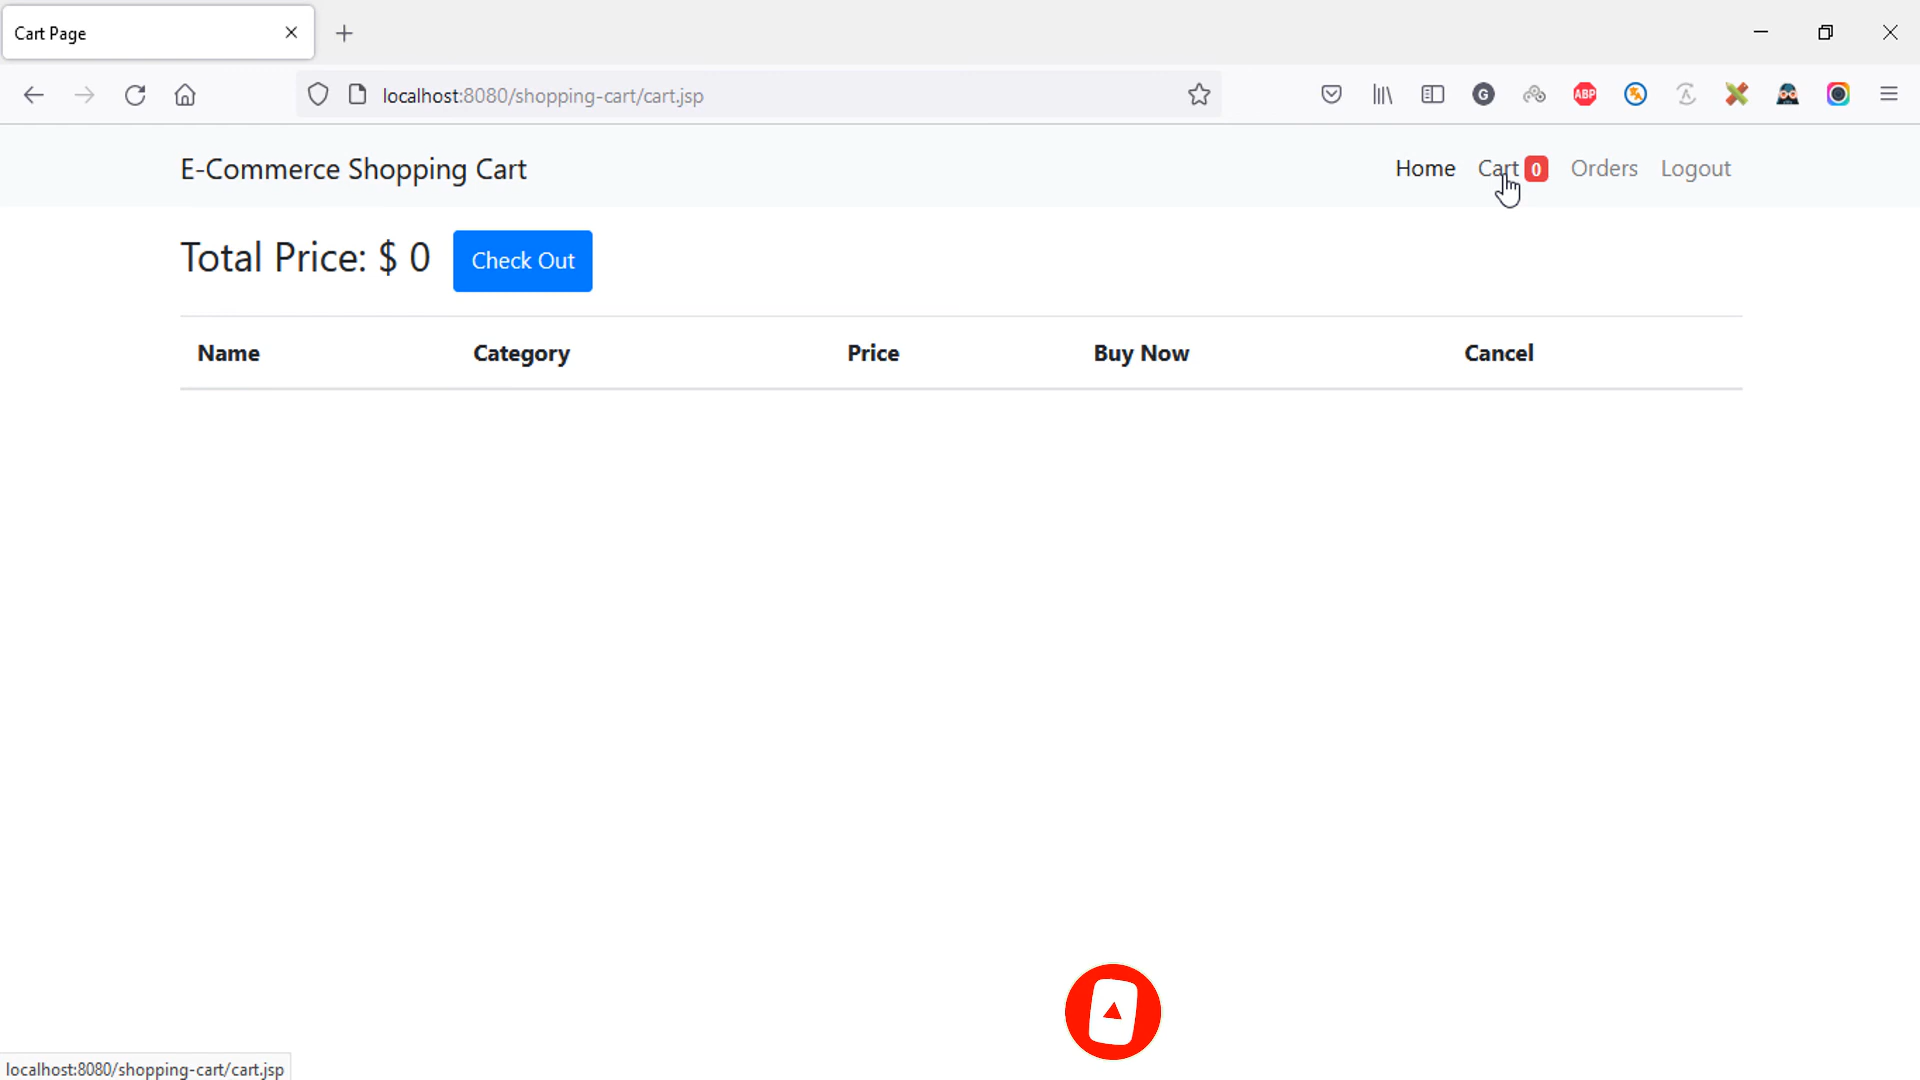 Cart Page
localhost:8080/shopping-cart/cart.jsp
G
ABP
E-Commerce Shopping Cart
Home Cart 0 Orders Logout
Total Price: $ 0 Check Out
Name Category Price Buy Now Cancel
localhost:8080/shopping-cart/cart.jsp